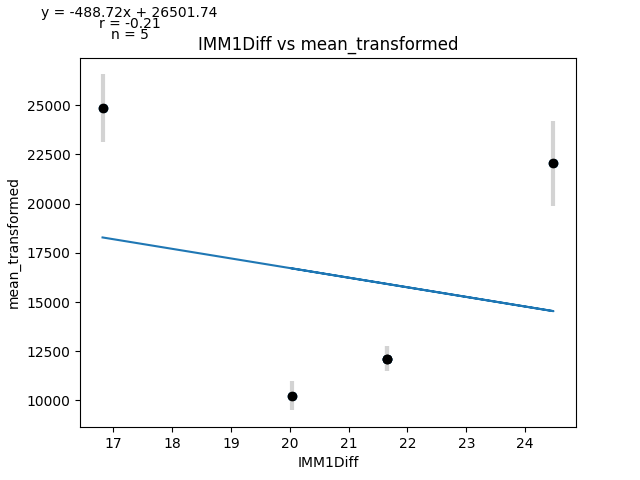 y = -488.72x + 26501.74
r = -0.21
n = 5
IMM1Diff vs mean_transformed
25000
22500
20000
17500
15000
12500
10000
mean_transformed
17 18 19 20 21 22 23 24
IMM1Diff